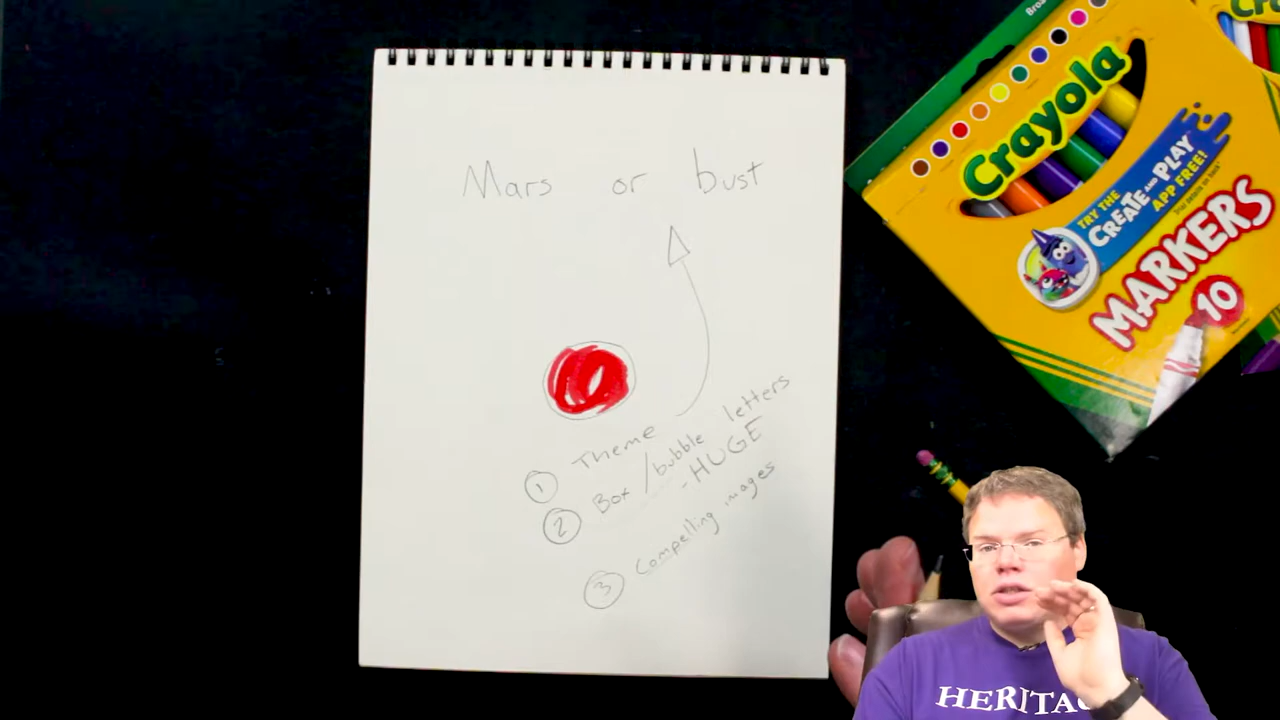 Mars or bust
① Theme
② Box/bubble letters
- HUGE
③ Compelling images
Crayola
TRY THE
CREATE AND PLAY
APP FREE!
MARKERS
10
HERITAG